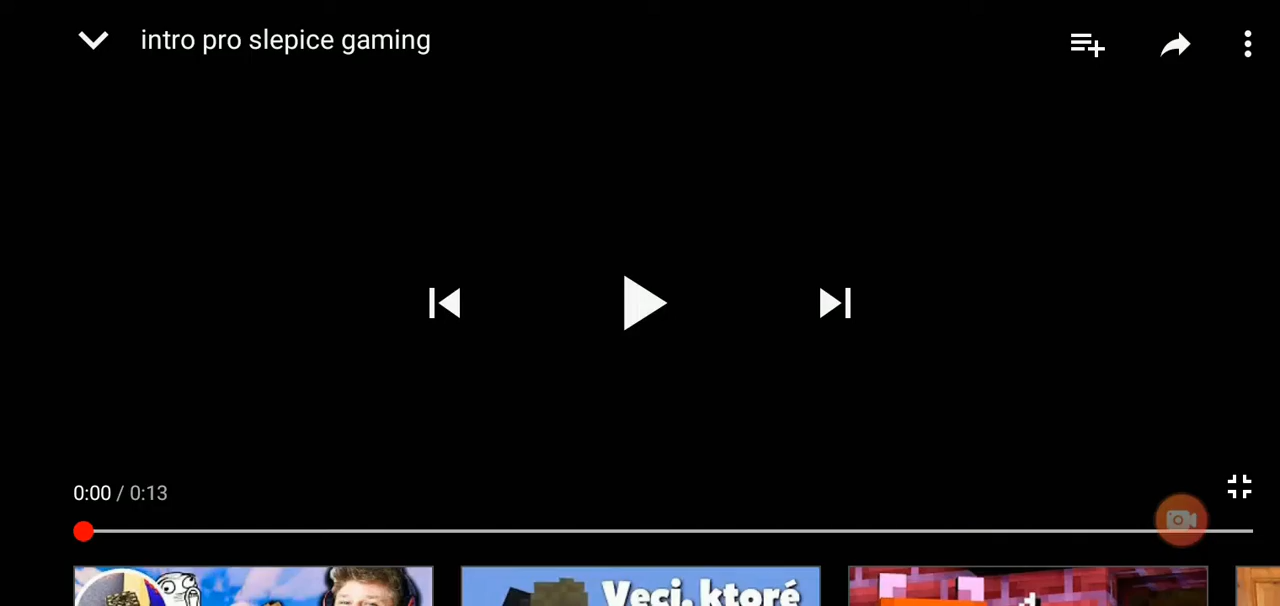 intro pro slepice gaming
0:00 / 0:13
Veci, ktoré